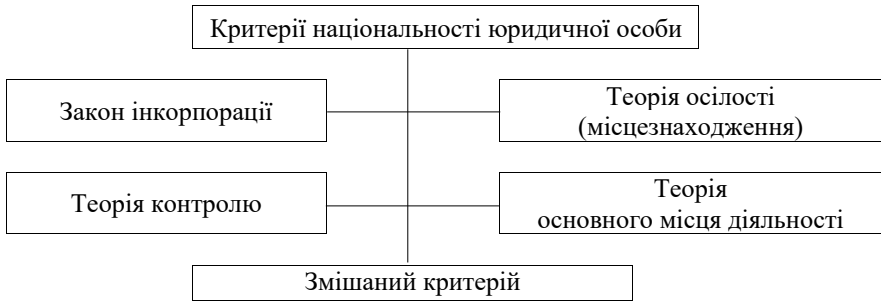 Критерії національності юридичної особи
Закон інкорпорації
Теорія осілості
(місцезнаходження)
Теорія контролю
Теорія
основного місця діяльності
Змішаний критерій